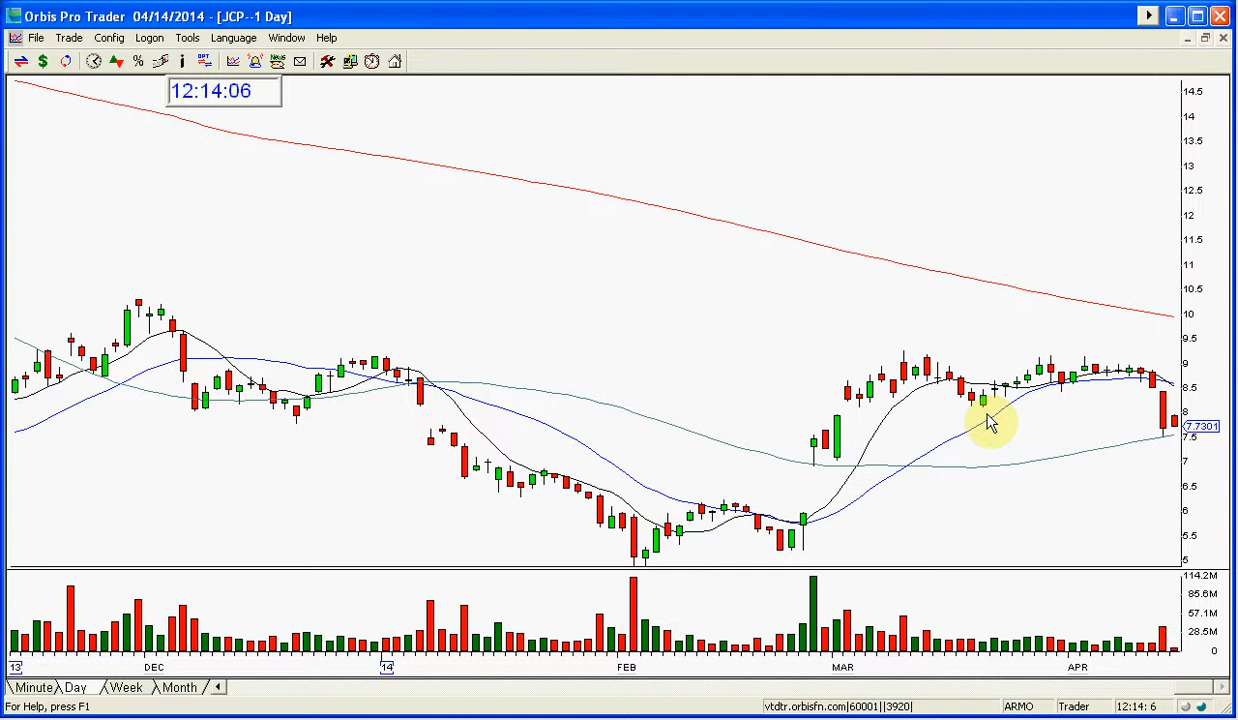 Orbis Pro Trader 04/14/2014 - [JCP--1 Day]
File Trade Config Logon Tools Language Window Help
12:14:06
14.5
14
13.5
13
12.5
12
11.5
11
10.5
10
9.5
9
8.5
8
7.7301
7.5
7
6.5
6
5.5
5
114.2M
85.6M
57.1M
28.5M
0
13 DEC 14 FEB MAR APR
Minute Day Week Month
For Help, press F1 vtdtr.orbisfn.com|60001||3920| ARMO Trader 12:14: 6